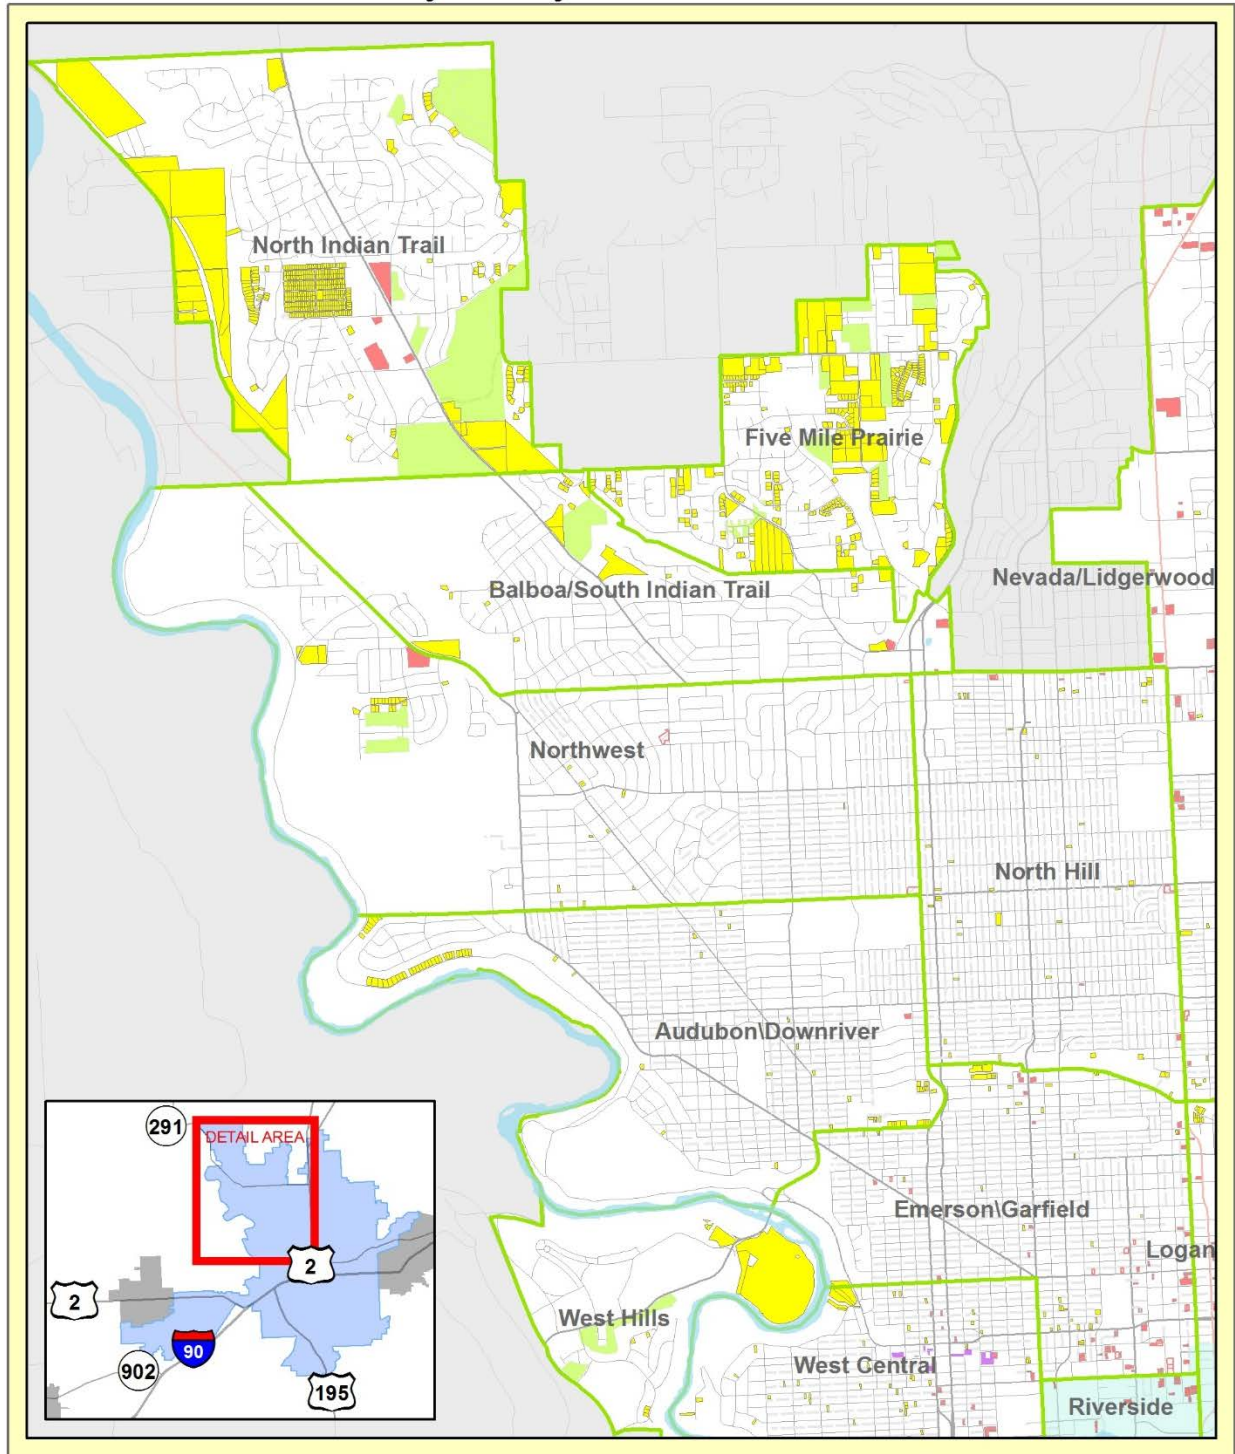 North Indian Trail
Five Mile Prairie
Nevada/Lidgerwood
Balboa/South Indian Trail
Northwest
North Hill
Audubon\Downriver
291
DETAIL AREA
2
2
90
902
195
Emerson\Garfield
Logan
West Hills
West Central
Riverside